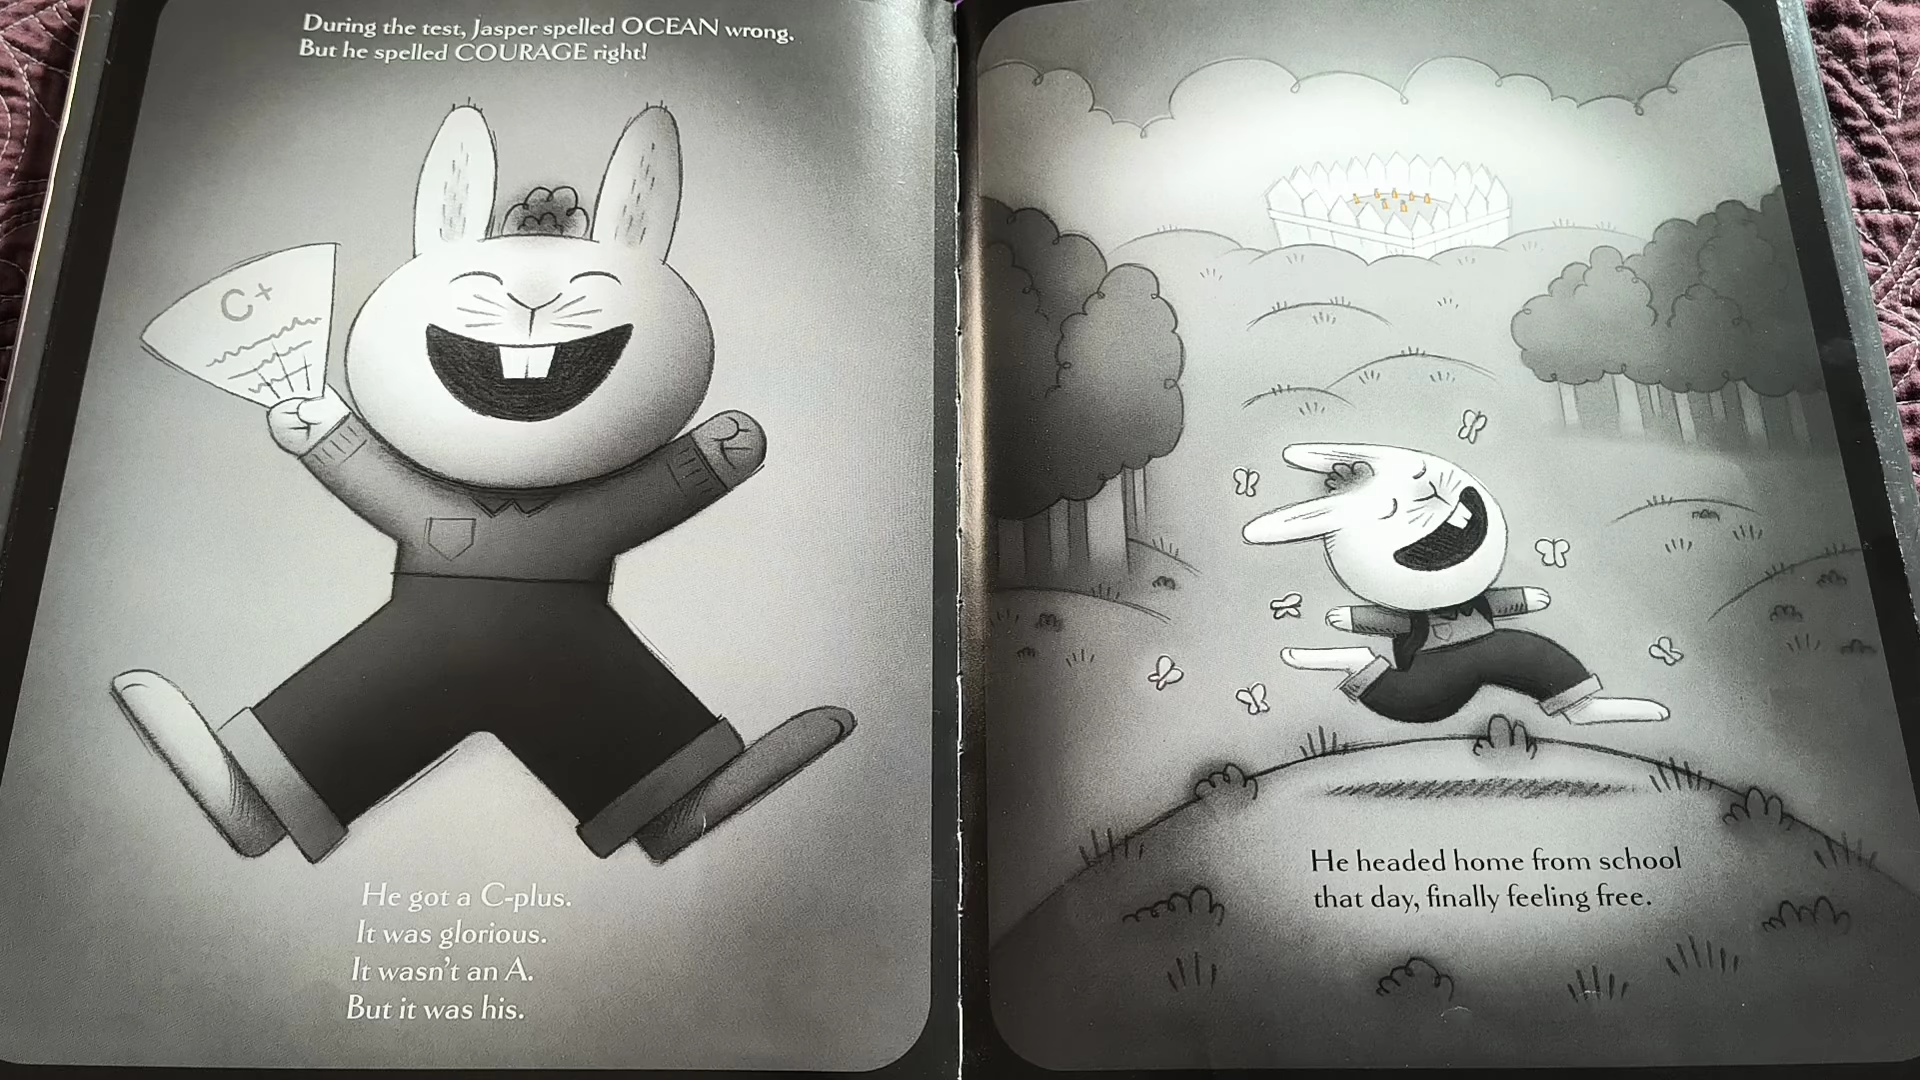 During the test, Jasper spelled OCEAN wrong.
But he spelled COURAGE right!
C+
He got a C-plus.
It was glorious.
It wasn't an A.
But it was his.
He headed home from school
that day, finally feeling free.